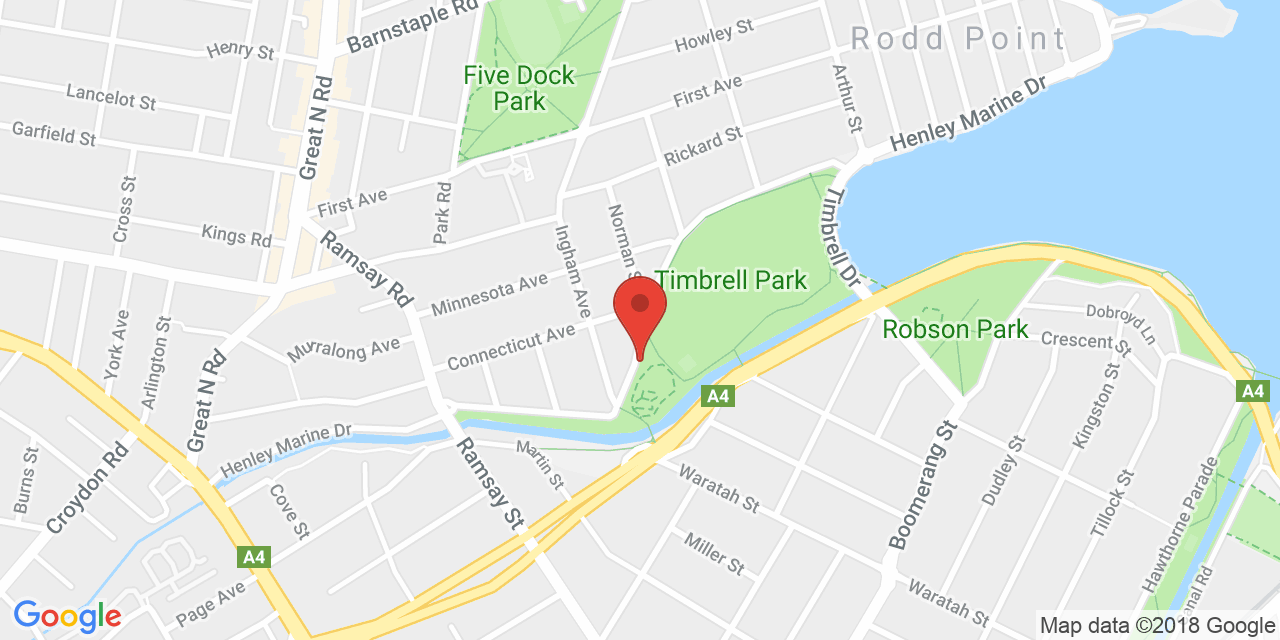 Barnstaple Rd
Henry St
Howley St
Rodd Point
Lancelot St
Great N Rd
Five Dock
Park
First Ave
Arthur St
Henley Marine Dr
Garfield St
Rickard St
Cross St
First Ave
Park Rd
Kings Rd
Norman S
Ingham Ave
Timbrell Dr
Ramsay Rd
Minnesota Ave
Timbrell Park
Robson Park
Dobroyd Ln
Crescent St
York Ave
Arlington St
Murralong Ave
Connecticut Ave
Great N Rd
A4
A4
Kingston St
Henley Marine Dr
Croydon Rd
Burns St
Ramsay St
Martin St
Boomerang St
Dudley St
Tillock St
Waratah St
Cove St
Hawthorne Parade
A4
Miller St
Page Ave
Waratah St
anal Rd
Google
Map data ©2018 Google